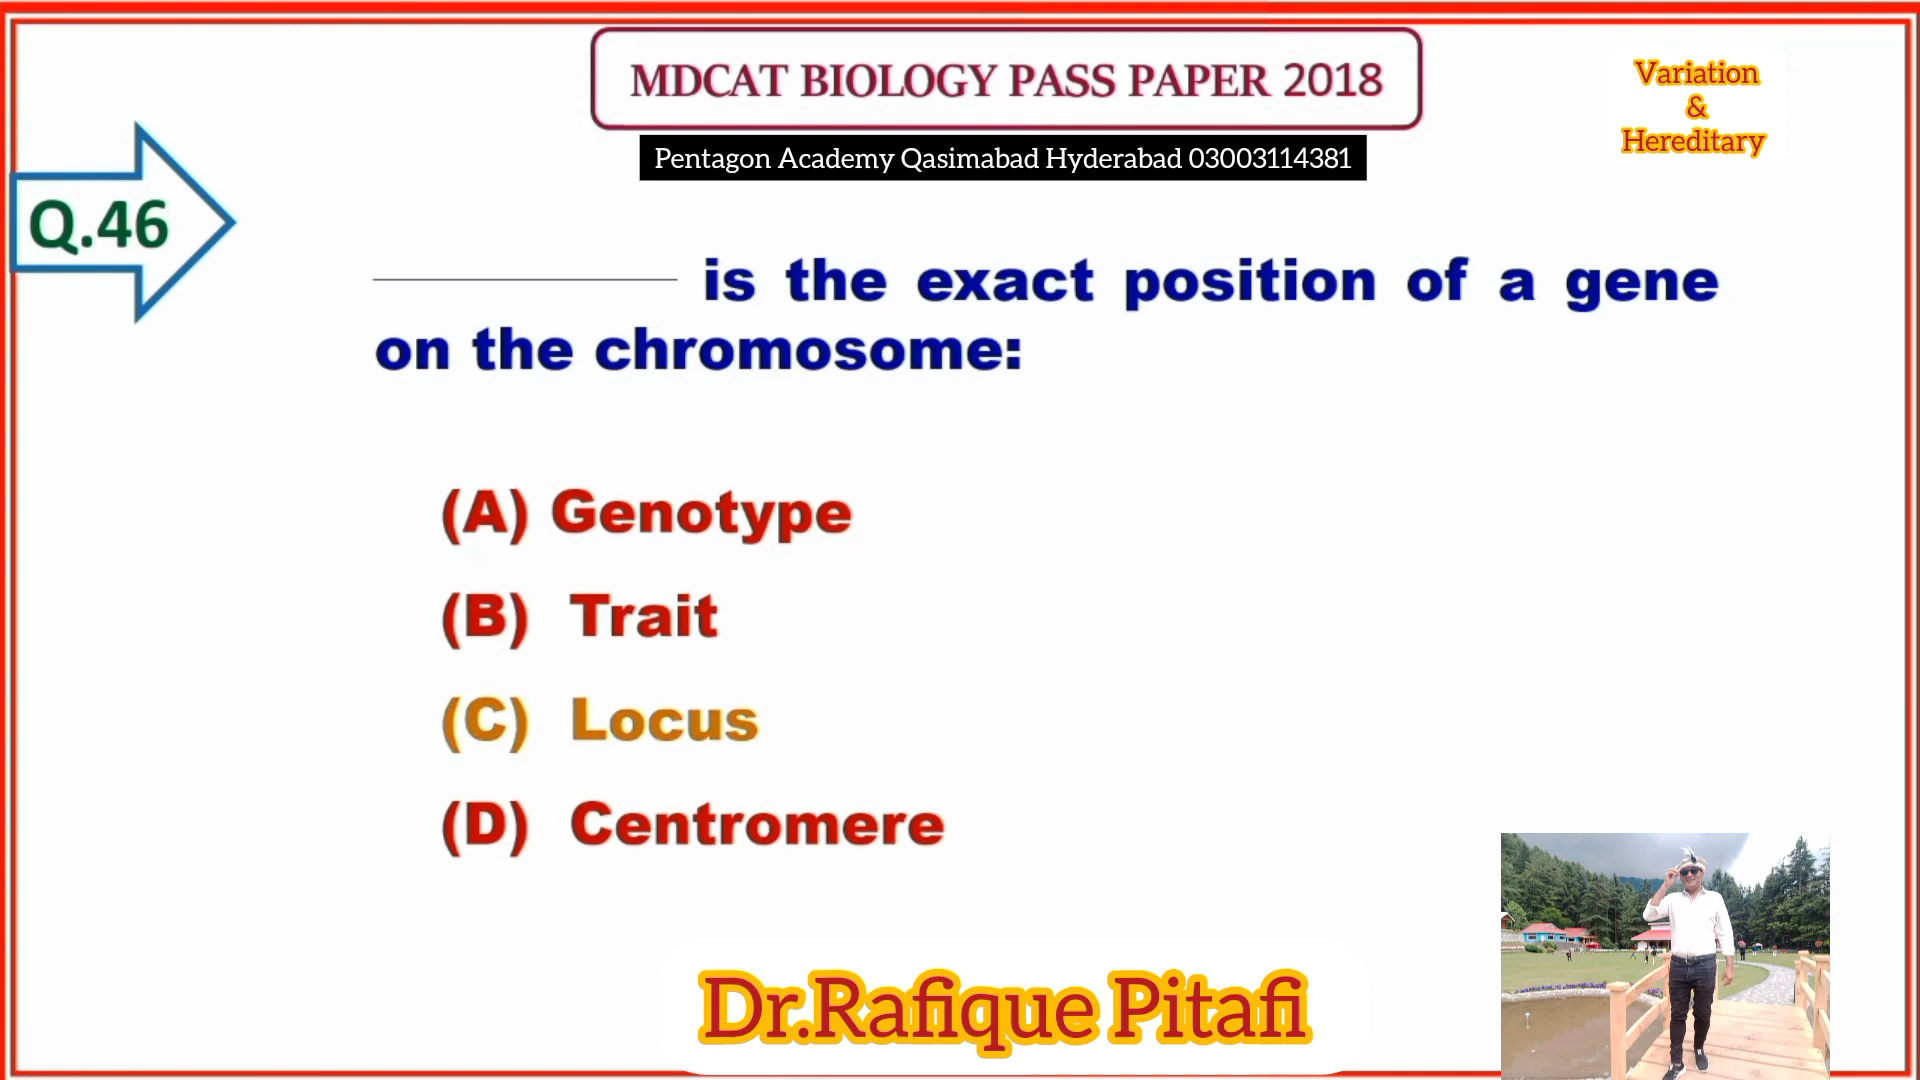 MDCAT BIOLOGY PASS PAPER 2018
Variation
&
Hereditary
Pentagon Academy Qasimabad Hyderabad 03003114381
Q.46
__________ is the exact position of a gene
on the chromosome:
(A) Genotype
(B) Trait
(C) Locus
(D) Centromere
Dr.Rafique Pitafi